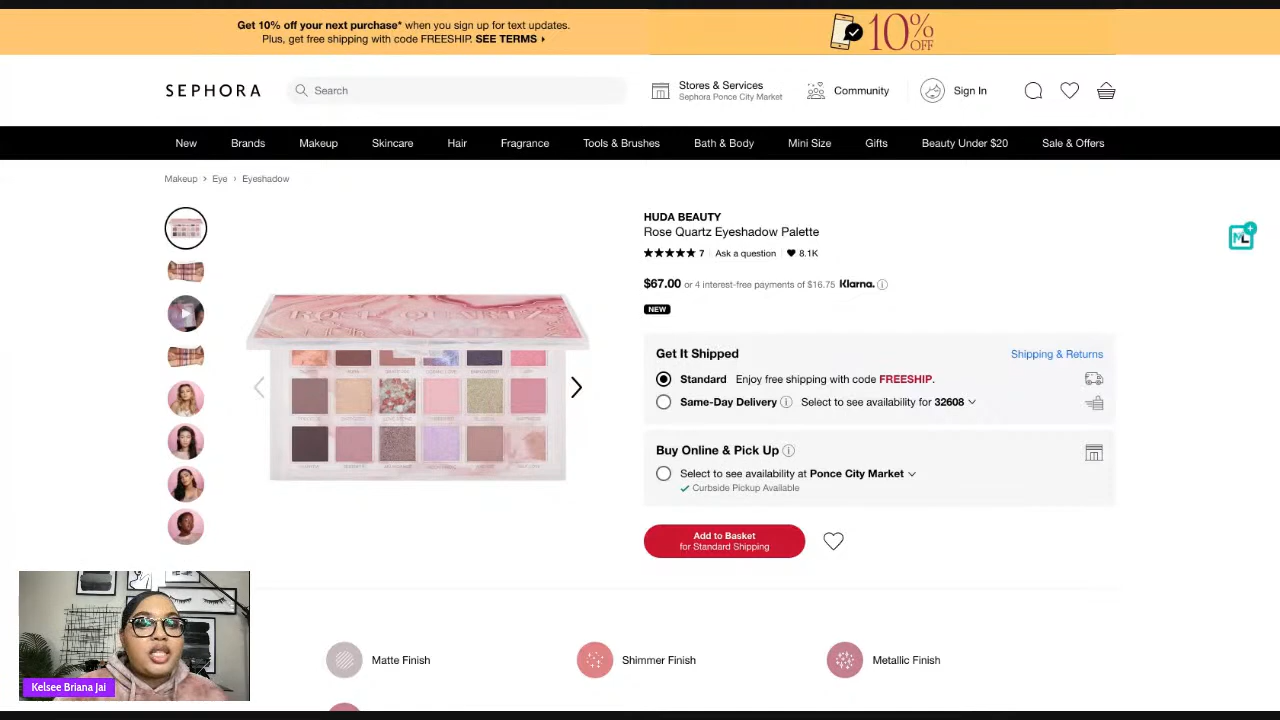 Get 10% off your next purchase* when you sign up for text updates.
Plus, get free shipping with code FREESHIP. SEE TERMS ▸
10% OFF
SEPHORA
Search
Stores & Services
Sephora Ponce City Market
Community
Sign In
New Brands Makeup Skincare Hair Fragrance Tools & Brushes Bath & Body Mini Size Gifts Beauty Under $20 Sale & Offers
Makeup > Eye > Eyeshadow
HUDA BEAUTY
Rose Quartz Eyeshadow Palette
7 Ask a question 8.1K
$67.00 or 4 interest-free payments of $16.75 Klarna.
NEW
Get It Shipped Shipping & Returns
Standard Enjoy free shipping with code FREESHIP.
Same-Day Delivery Select to see availability for 32608
Buy Online & Pick Up
Select to see availability at Ponce City Market
Curbside Pickup Available
Add to Basket
for Standard Shipping
ROSE QUARTZ
ML
Matte Finish
Shimmer Finish
Metallic Finish
Kelsee Briana Jai